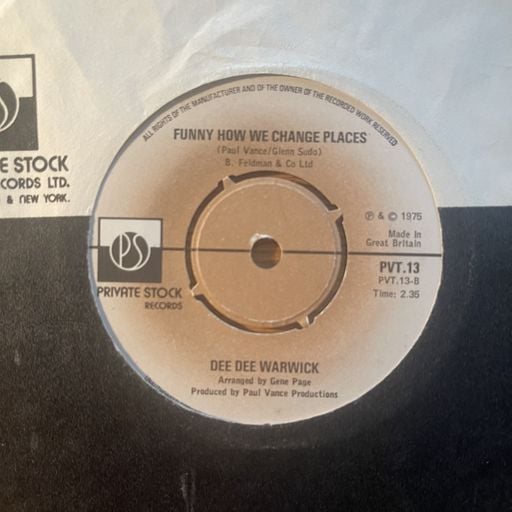 E STOCK
CORDS LTD.
& NEW YORK.
ALL RIGHTS OF THE MANUFACTURER AND OF THE OWNER OF THE RECORDED WORK RESERVED
FUNNY HOW WE CHANGE PLACES
(Paul Vance/Glenn Sudo)
B. Feldman & Co Ltd
℗ & © 1975
Made In
Great Britain
PS
PRIVATE STOCK
RECORDS
PVT.13
PVT.13-B
Time: 2.35
DEE DEE WARWICK
Arranged by Gene Page
Produced by Paul Vance Productions